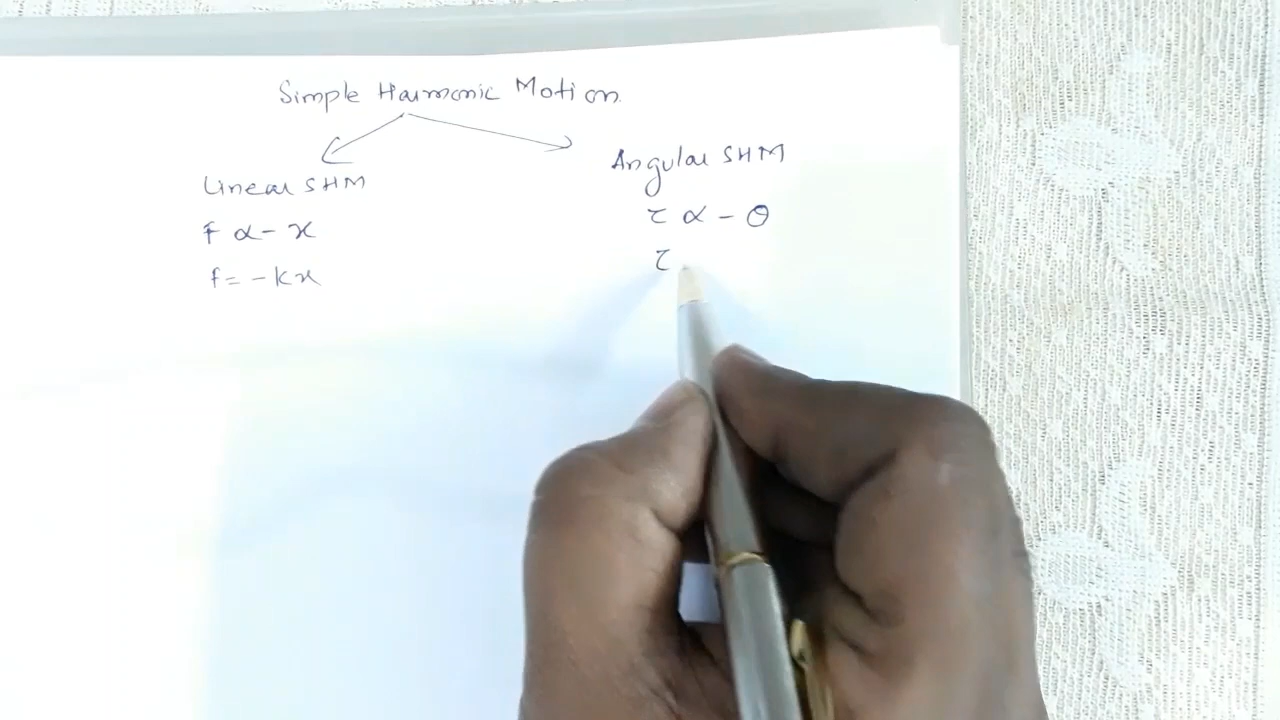 Simple Harmonic Motion.
Linear SHM
F α - x
f = - kx
Angular SHM
τ α - θ
τ